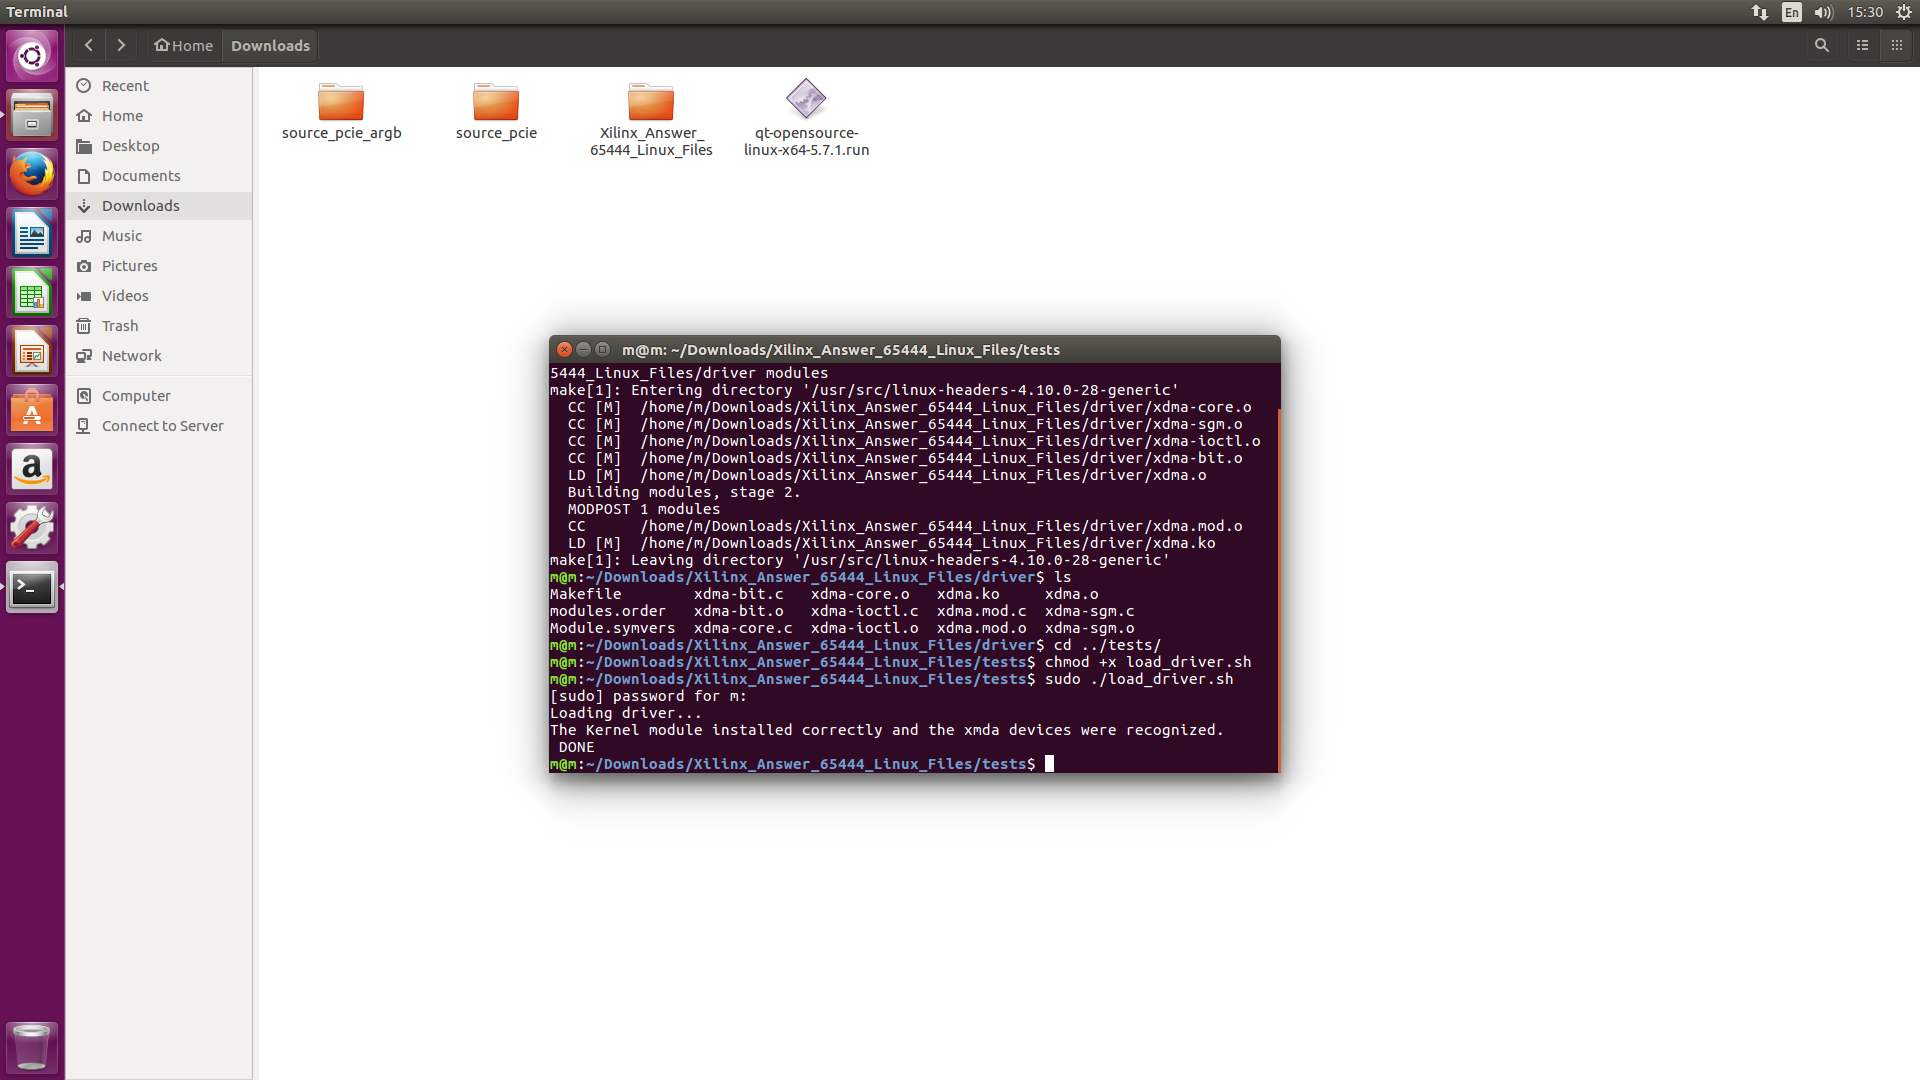 Terminal
En
15:30
Home
Downloads
Recent
Home
Desktop
Documents
Downloads
Music
Pictures
Videos
Trash
Network
Computer
Connect to Server
source_pcie_argb
source_pcie
Xilinx_Answer_
65444_Linux_Files
qt-opensource-
linux-x64-5.7.1.run
m@m: ~/Downloads/Xilinx_Answer_65444_Linux_Files/tests
5444_Linux_Files/driver modules
make[1]: Entering directory '/usr/src/linux-headers-4.10.0-28-generic'
  CC [M]  /home/m/Downloads/Xilinx_Answer_65444_Linux_Files/driver/xdma-core.o
  CC [M]  /home/m/Downloads/Xilinx_Answer_65444_Linux_Files/driver/xdma-sgm.o
  CC [M]  /home/m/Downloads/Xilinx_Answer_65444_Linux_Files/driver/xdma-ioctl.o
  CC [M]  /home/m/Downloads/Xilinx_Answer_65444_Linux_Files/driver/xdma-bit.o
  LD [M]  /home/m/Downloads/Xilinx_Answer_65444_Linux_Files/driver/xdma.o
  Building modules, stage 2.
  MODPOST 1 modules
  CC      /home/m/Downloads/Xilinx_Answer_65444_Linux_Files/driver/xdma.mod.o
  LD [M]  /home/m/Downloads/Xilinx_Answer_65444_Linux_Files/driver/xdma.ko
make[1]: Leaving directory '/usr/src/linux-headers-4.10.0-28-generic'
m@m:~/Downloads/Xilinx_Answer_65444_Linux_Files/driver$ ls
Makefile        xdma-bit.c   xdma-core.o   xdma.ko     xdma.o
modules.order   xdma-bit.o   xdma-ioctl.c  xdma.mod.c  xdma-sgm.c
Module.symvers  xdma-core.c  xdma-ioctl.o  xdma.mod.o  xdma-sgm.o
m@m:~/Downloads/Xilinx_Answer_65444_Linux_Files/driver$ cd ../tests/
m@m:~/Downloads/Xilinx_Answer_65444_Linux_Files/tests$ chmod +x load_driver.sh
m@m:~/Downloads/Xilinx_Answer_65444_Linux_Files/tests$ sudo ./load_driver.sh
[sudo] password for m:
Loading driver...
The Kernel module installed correctly and the xmda devices were recognized.
 DONE
m@m:~/Downloads/Xilinx_Answer_65444_Linux_Files/tests$